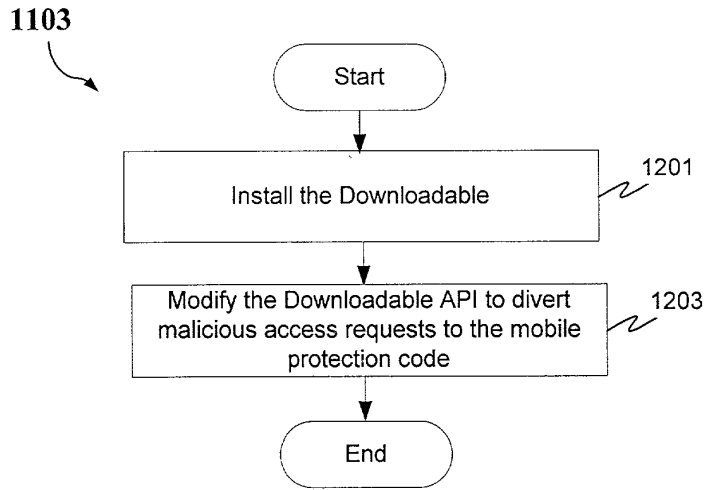 1103
Start
Install the Downloadable
1201
Modify the Downloadable API to divert
malicious access requests to the mobile
protection code
1203
End